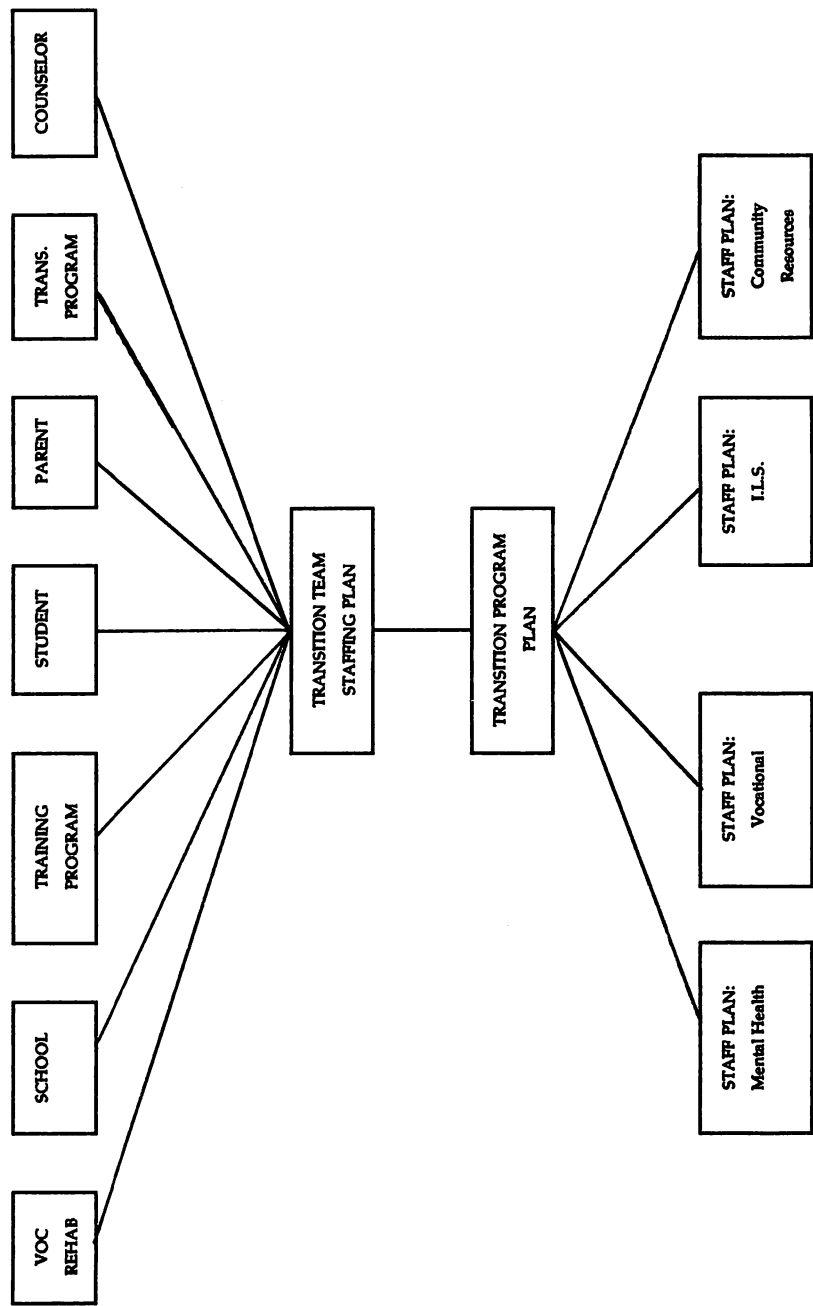 VOC
REHAB
SCHOOL
TRAINING
PROGRAM
STUDENT
PARENT
TRANS.
PROGRAM
COUNSELOR
TRANSITION TEAM
STAFFING PLAN
TRANSITION PROGRAM
PLAN
STAFF PLAN:
Mental Health
STAFF PLAN:
Vocational
STAFF PLAN:
I.L.S.
STAFF PLAN:
Community
Resources